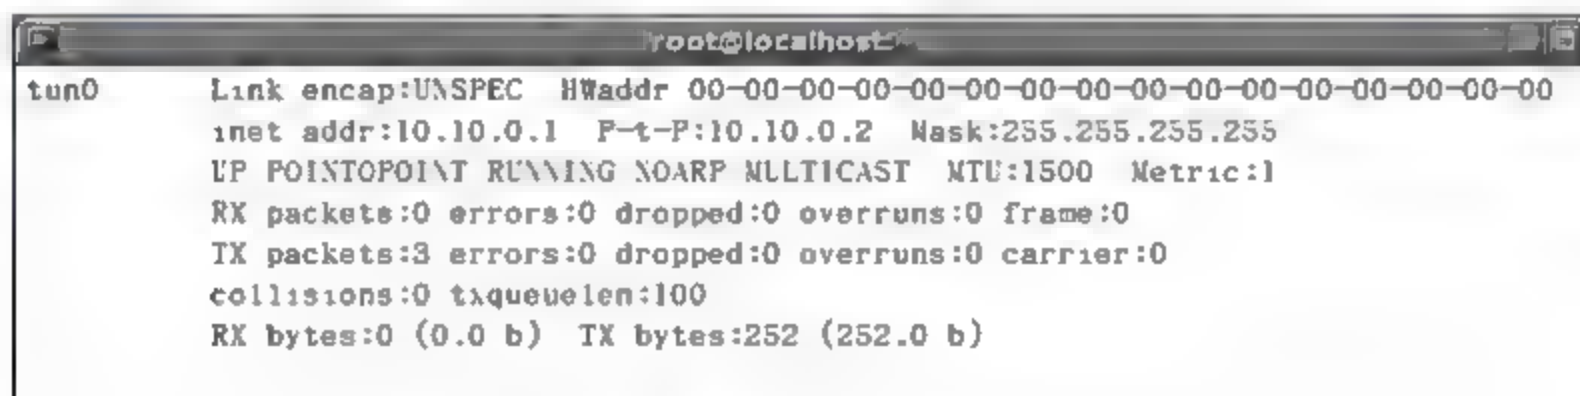 root@localhost:~
tun0 Link encap:UNSPEC HWaddr 00-00-00-00-00-00-00-00-00-00-00-00-00-00-00-00
inet addr:10.10.0.1 P-t-P:10.10.0.2 Mask:255.255.255.255
UP POINTOPOINT RUNNING NOARP MULTICAST MTU:1500 Metric:1
RX packets:0 errors:0 dropped:0 overruns:0 frame:0
TX packets:3 errors:0 dropped:0 overruns:0 carrier:0
collisions:0 txqueuelen:100
RX bytes:0 (0.0 b) TX bytes:252 (252.0 b)